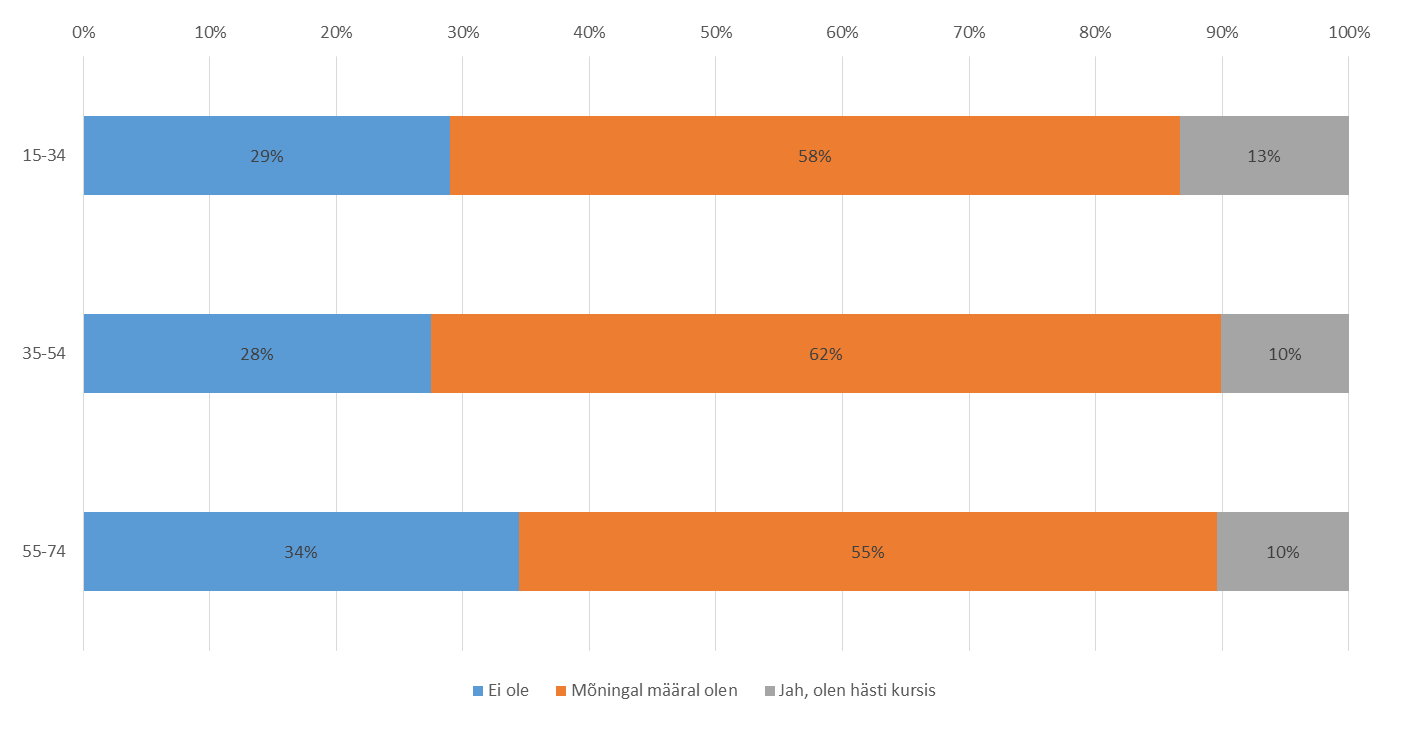 0% 10% 20% 30% 40% 50% 60% 70% 80% 90% 100%
15-34 29% 58% 13%
35-54 28% 62% 10%
55-74 34% 55% 10%
Ei ole Mõningal määral olen Jah, olen hästi kursis